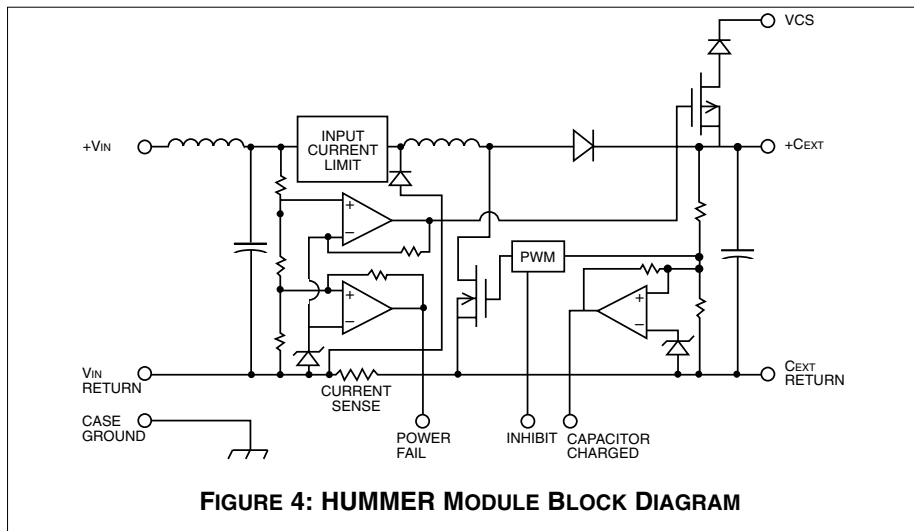 VCS
+VIN
INPUT
CURRENT
LIMIT
+CEXT
+
−
PWM
+
−
+
−
VIN
RETURN
CURRENT
SENSE
CEXT
RETURN
CASE
GROUND
POWER
FAIL
INHIBIT
CAPACITOR
CHARGED
FIGURE 4: HUMMER MODULE BLOCK DIAGRAM